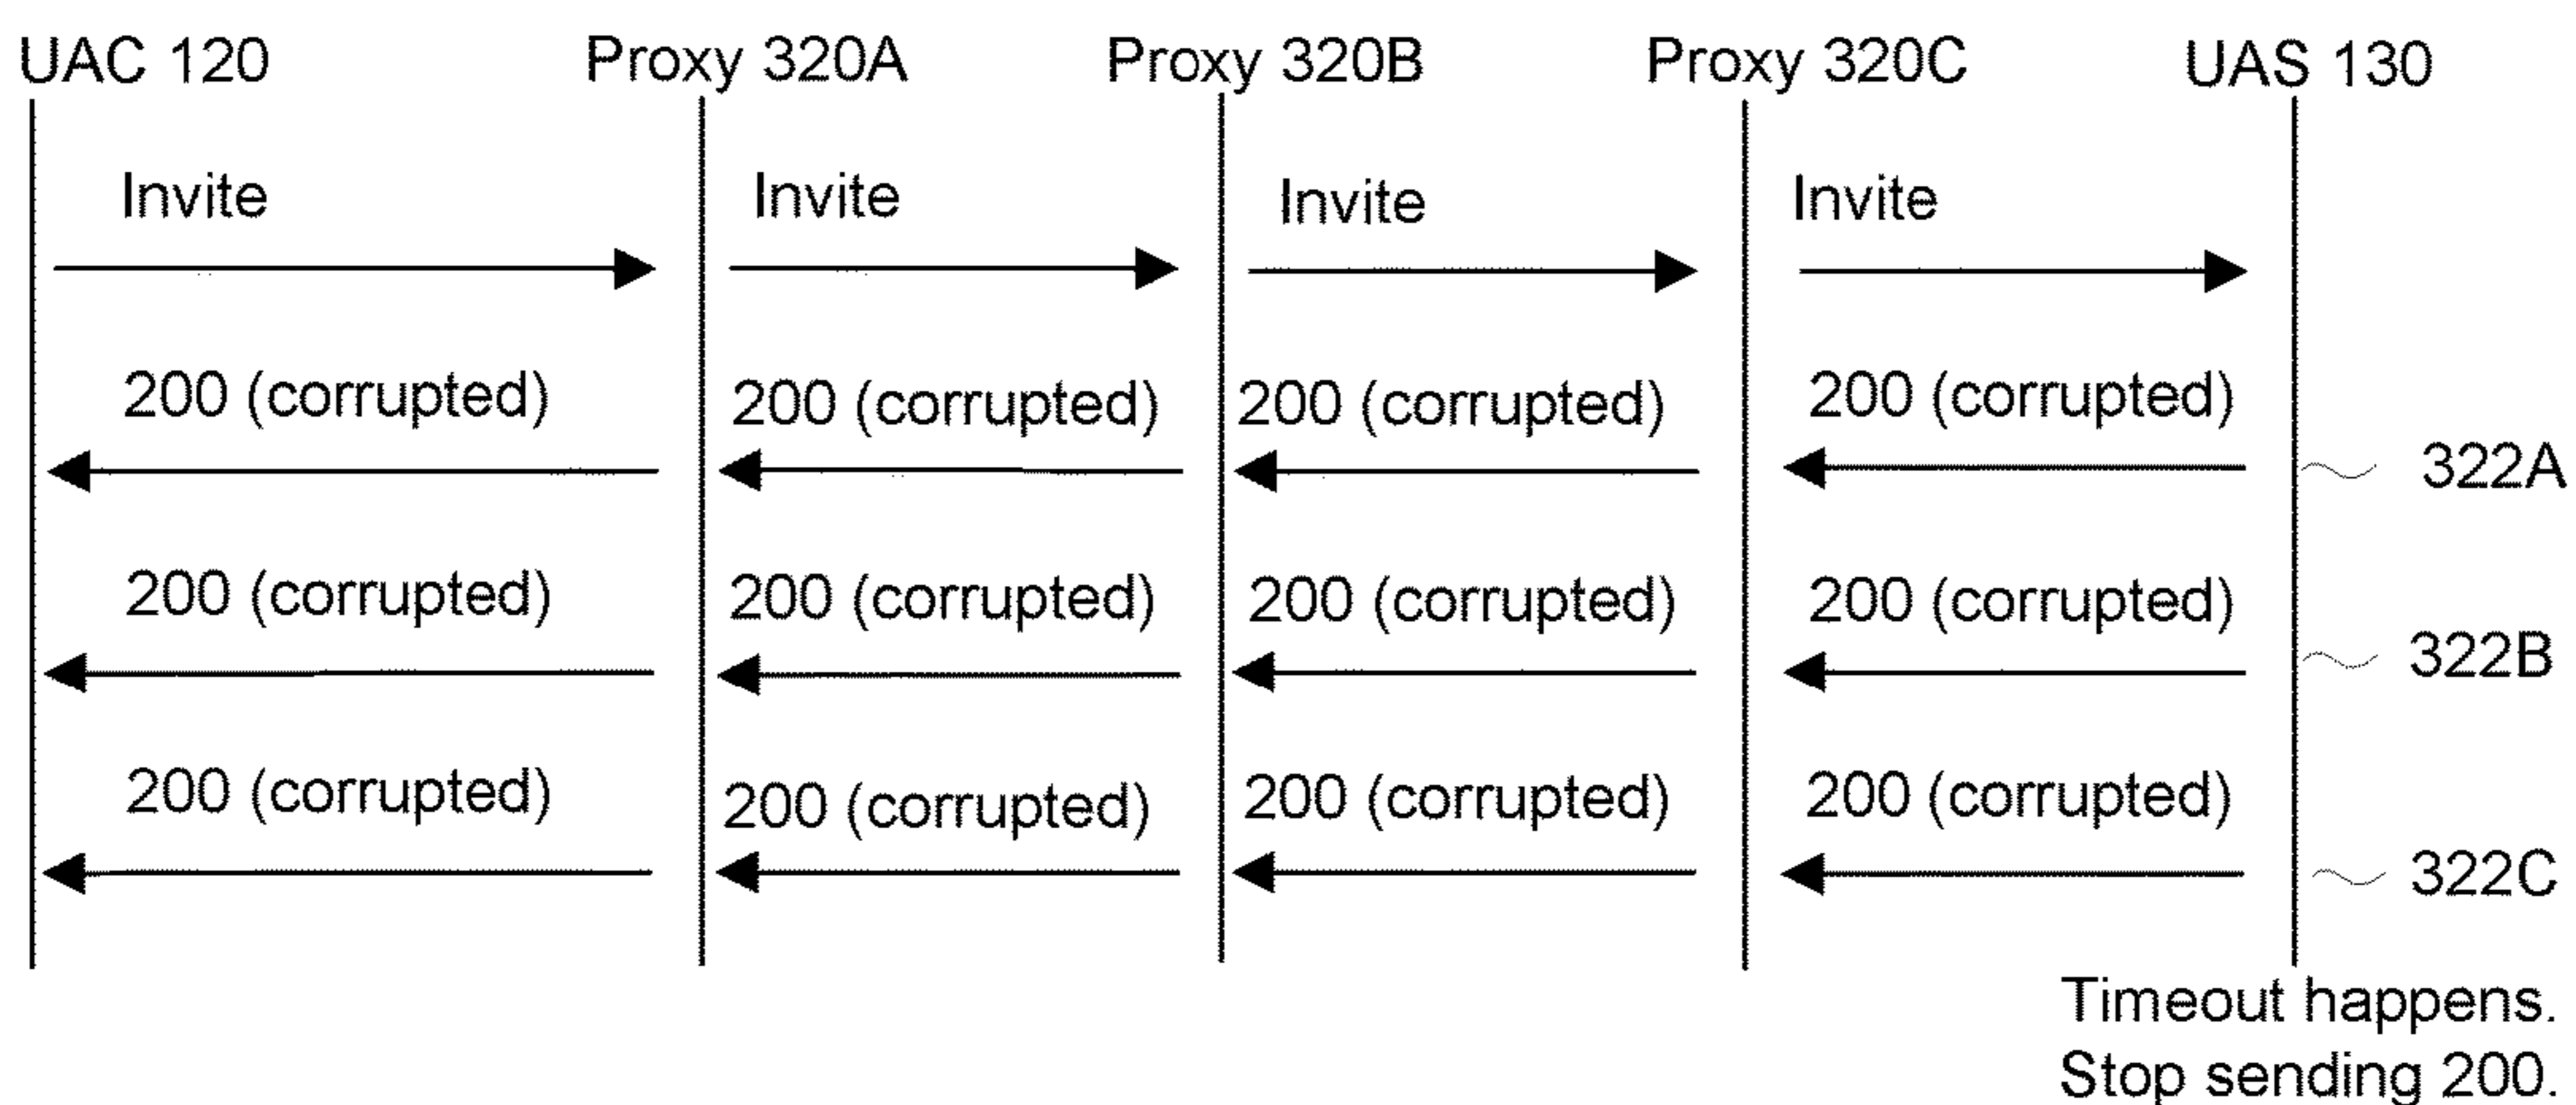 UAC 120 Proxy 320A Proxy 320B Proxy 320C UAS 130
Invite Invite Invite Invite
200 (corrupted) 200 (corrupted) 200 (corrupted) 200 (corrupted)
322A
200 (corrupted) 200 (corrupted) 200 (corrupted) 200 (corrupted)
322B
200 (corrupted) 200 (corrupted) 200 (corrupted) 200 (corrupted)
322C
Timeout happens.
Stop sending 200.